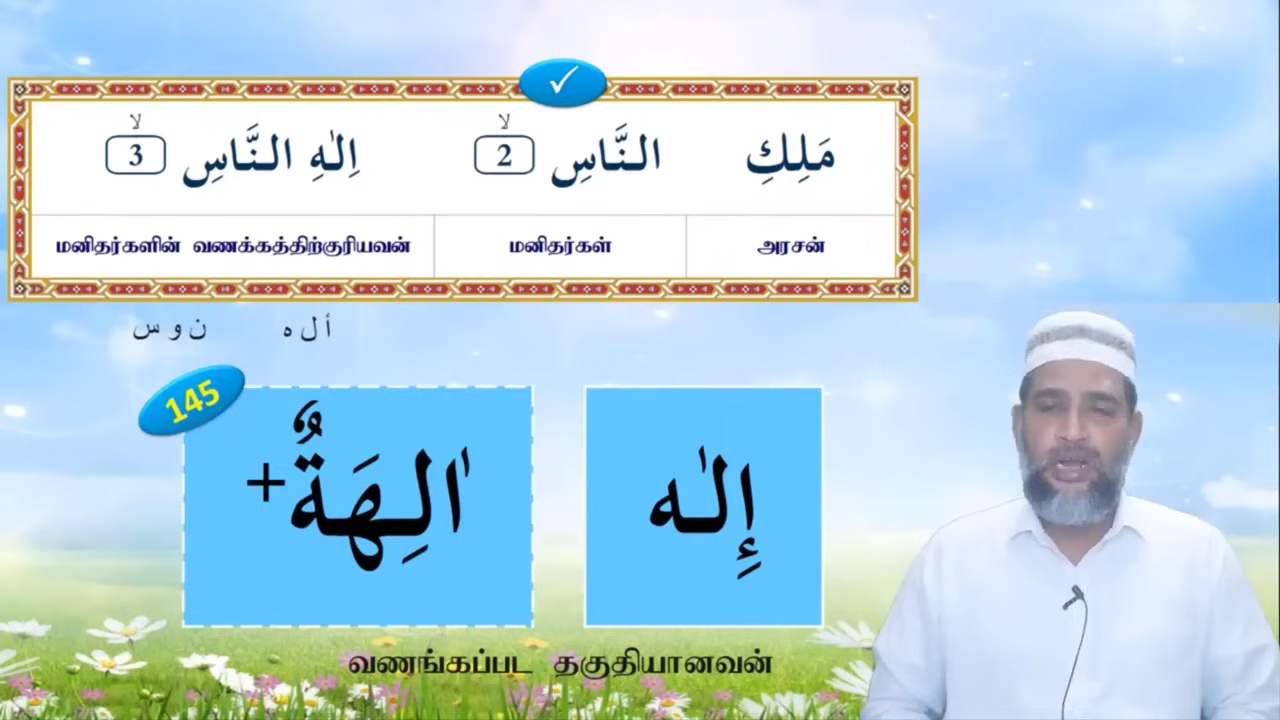 ✓
مَلِكِ النَّاسِ 2 ۙ اِلٰهِ النَّاسِ 3 ۙ
அரசன் மனிதர்கள் மனிதர்களின் வணக்கத்திற்குரியவன்
أ ل ه ن و س
145
إِلٰه اٰلِهَةٌ+
வணங்கப்பட தகுதியானவன்